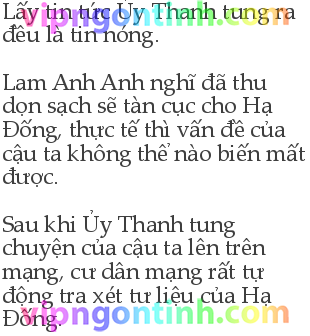 vipngontinh.com
Lấy tin tức Ủy Thanh tung ra
đều là tin nóng.
Lam Anh Anh nghĩ đã thu
dọn sạch sẽ tàn cục cho Hạ
Đống, thực tế thì vấn đề của
cậu ta không thể nào biến mất
được.
Sau khi Ủy Thanh tung
chuyện của cậu ta lên trên
mạng, cư dân mạng rất tự
động tra xét tư liệu của Hạ
Đống.
vipngontinh.com